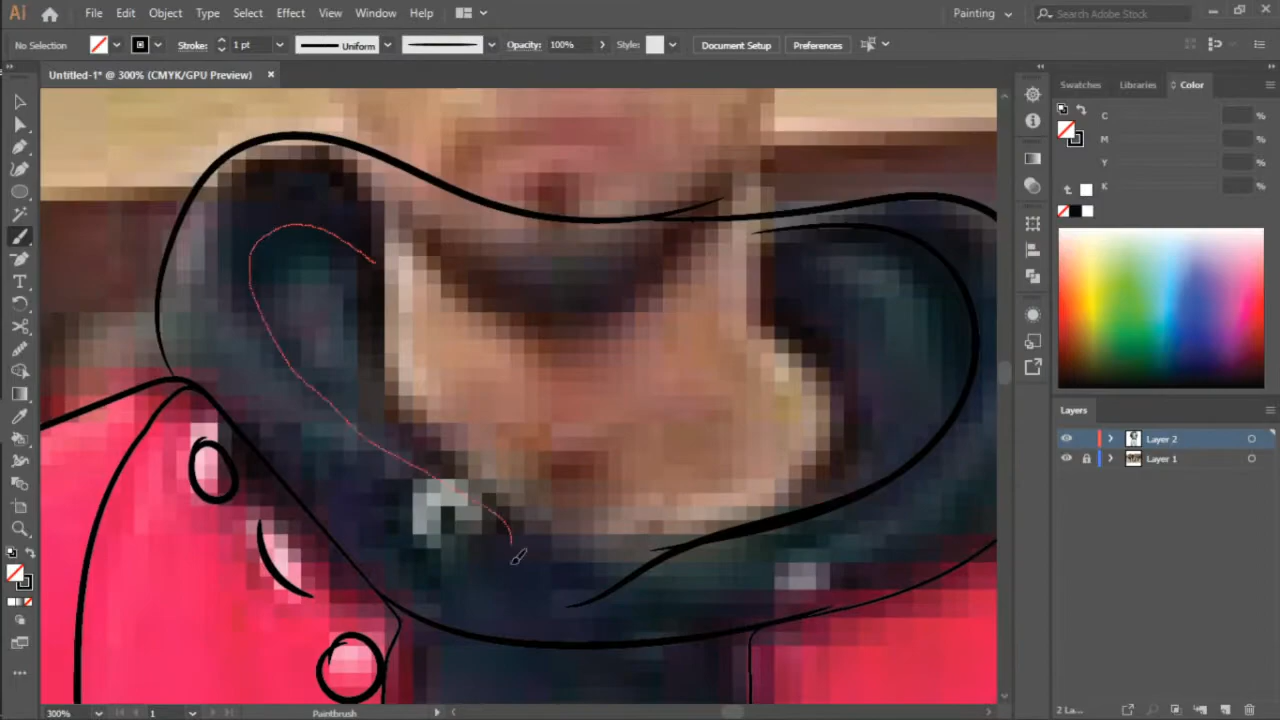 Ai File Edit Object Type Select Effect View Window Help Painting Search Adobe Stock
No Selection Stroke: 1 pt Uniform Opacity: 100% Style: Document Setup Preferences
Untitled-1* @ 300% (CMYK/GPU Preview) ×
Swatches Libraries Color
C %
M %
Y %
K %
T
Layers
Layer 2
Layer 1
300% 1 Paintbrush 2 La...